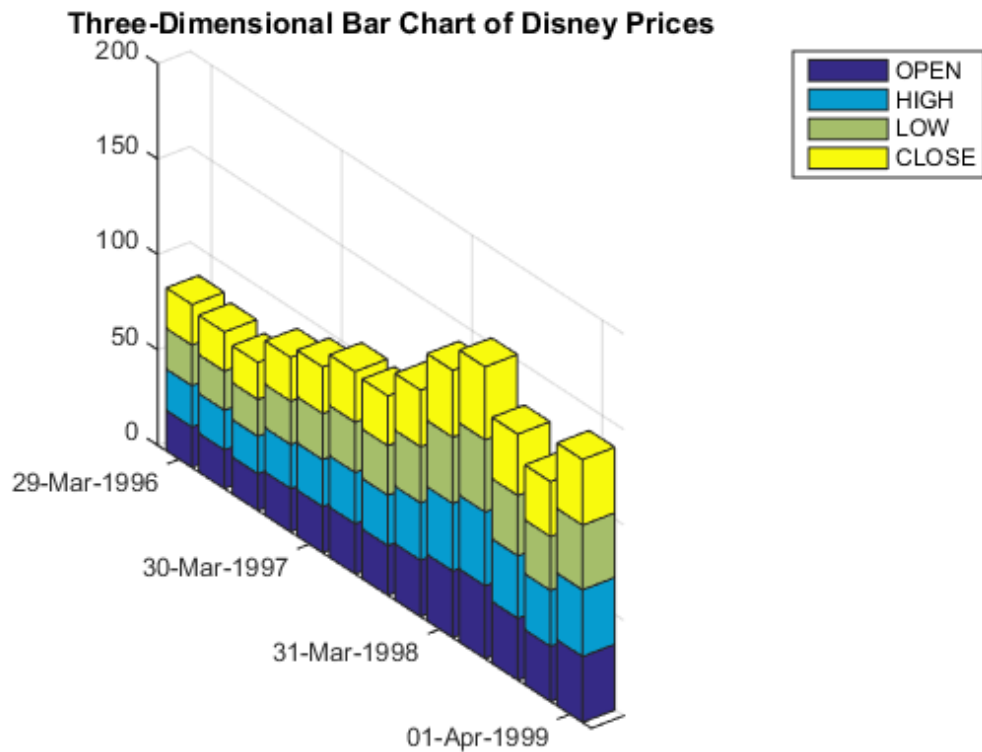 Three-Dimensional Bar Chart of Disney Prices
200
150
100
50
0
29-Mar-1996
30-Mar-1997
31-Mar-1998
01-Apr-1999
OPEN
HIGH
LOW
CLOSE